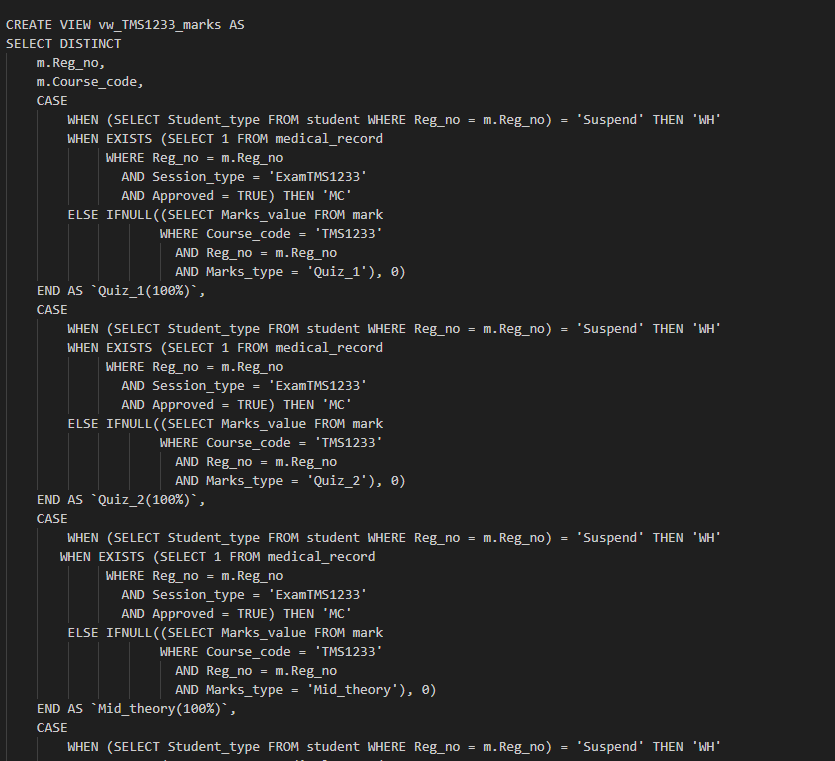 CREATE VIEW vw_TMS1233_marks AS
SELECT DISTINCT
    m.Reg_no,
    m.Course_code,
    CASE
        WHEN (SELECT Student_type FROM student WHERE Reg_no = m.Reg_no) = 'Suspend' THEN 'WH'
        WHEN EXISTS (SELECT 1 FROM medical_record
             WHERE Reg_no = m.Reg_no
               AND Session_type = 'ExamTMS1233'
               AND Approved = TRUE) THEN 'MC'
        ELSE IFNULL((SELECT Marks_value FROM mark
                    WHERE Course_code = 'TMS1233'
                      AND Reg_no = m.Reg_no
                      AND Marks_type = 'Quiz_1'), 0)
    END AS `Quiz_1(100%)`,
    CASE
        WHEN (SELECT Student_type FROM student WHERE Reg_no = m.Reg_no) = 'Suspend' THEN 'WH'
        WHEN EXISTS (SELECT 1 FROM medical_record
             WHERE Reg_no = m.Reg_no
               AND Session_type = 'ExamTMS1233'
               AND Approved = TRUE) THEN 'MC'
        ELSE IFNULL((SELECT Marks_value FROM mark
                    WHERE Course_code = 'TMS1233'
                      AND Reg_no = m.Reg_no
                      AND Marks_type = 'Quiz_2'), 0)
    END AS `Quiz_2(100%)`,
    CASE
        WHEN (SELECT Student_type FROM student WHERE Reg_no = m.Reg_no) = 'Suspend' THEN 'WH'
       WHEN EXISTS (SELECT 1 FROM medical_record
             WHERE Reg_no = m.Reg_no
               AND Session_type = 'ExamTMS1233'
               AND Approved = TRUE) THEN 'MC'
        ELSE IFNULL((SELECT Marks_value FROM mark
                    WHERE Course_code = 'TMS1233'
                      AND Reg_no = m.Reg_no
                      AND Marks_type = 'Mid_theory'), 0)
    END AS `Mid_theory(100%)`,
    CASE
        WHEN (SELECT Student_type FROM student WHERE Reg_no = m.Reg_no) = 'Suspend' THEN 'WH'